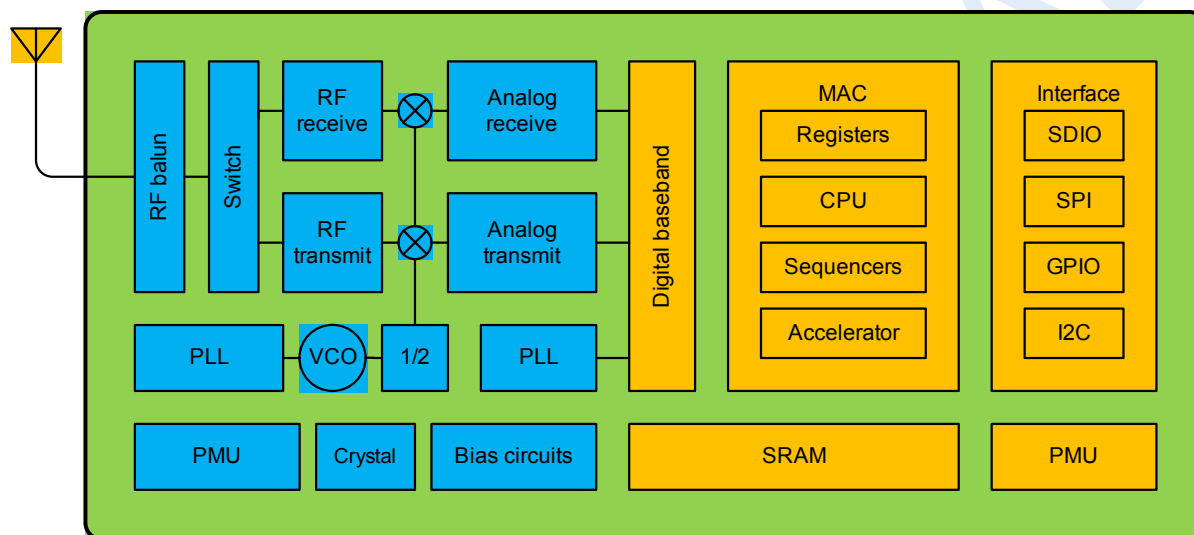 RF balun
Switch
RF
receive
Analog
receive
RF
transmit
Analog
transmit
PLL
VCO
1/2
PLL
Digital baseband
MAC
Registers
CPU
Sequencers
Accelerator
Interface
SDIO
SPI
GPIO
I2C
PMU
Crystal
Bias circuits
SRAM
PMU